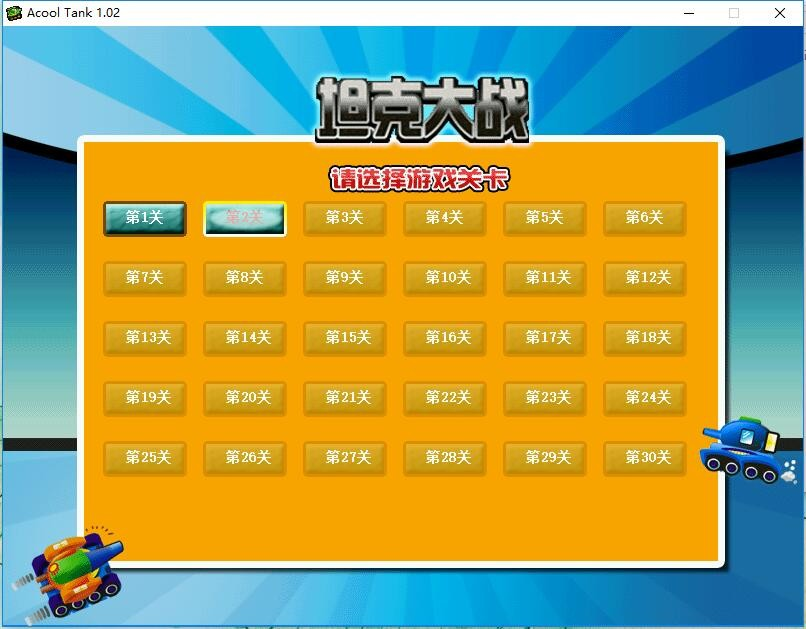 Acool Tank 1.02
坦克大战
请选择游戏关卡
第1关 第2关 第3关 第4关 第5关 第6关
第7关 第8关 第9关 第10关 第11关 第12关
第13关 第14关 第15关 第16关 第17关 第18关
第19关 第20关 第21关 第22关 第23关 第24关
第25关 第26关 第27关 第28关 第29关 第30关